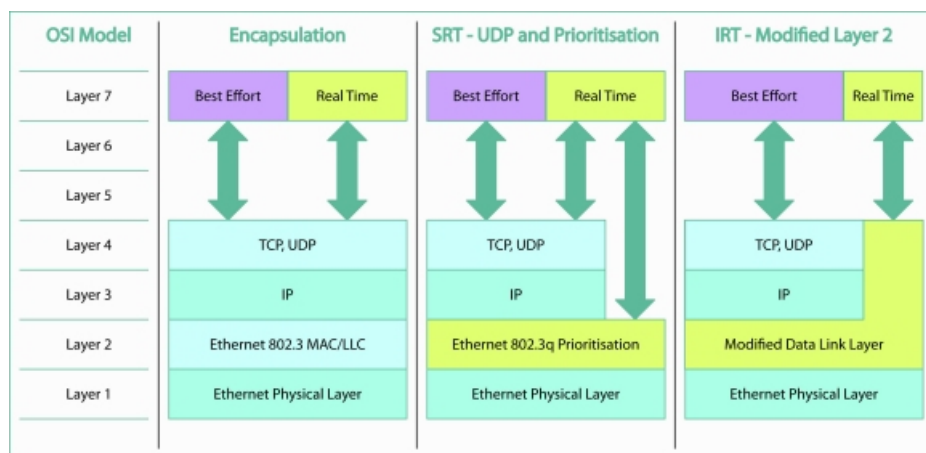 OSI Model
Encapsulation
SRT - UDP and Prioritisation
IRT - Modified Layer 2
Layer 7
Best Effort
Real Time
Best Effort
Real Time
Best Effort
Real Time
Layer 6
Layer 5
Layer 4
TCP, UDP
TCP, UDP
TCP, UDP
Layer 3
IP
IP
IP
Layer 2
Ethernet 802.3 MAC/LLC
Ethernet 802.3q Prioritisation
Modified Data Link Layer
Layer 1
Ethernet Physical Layer
Ethernet Physical Layer
Ethernet Physical Layer